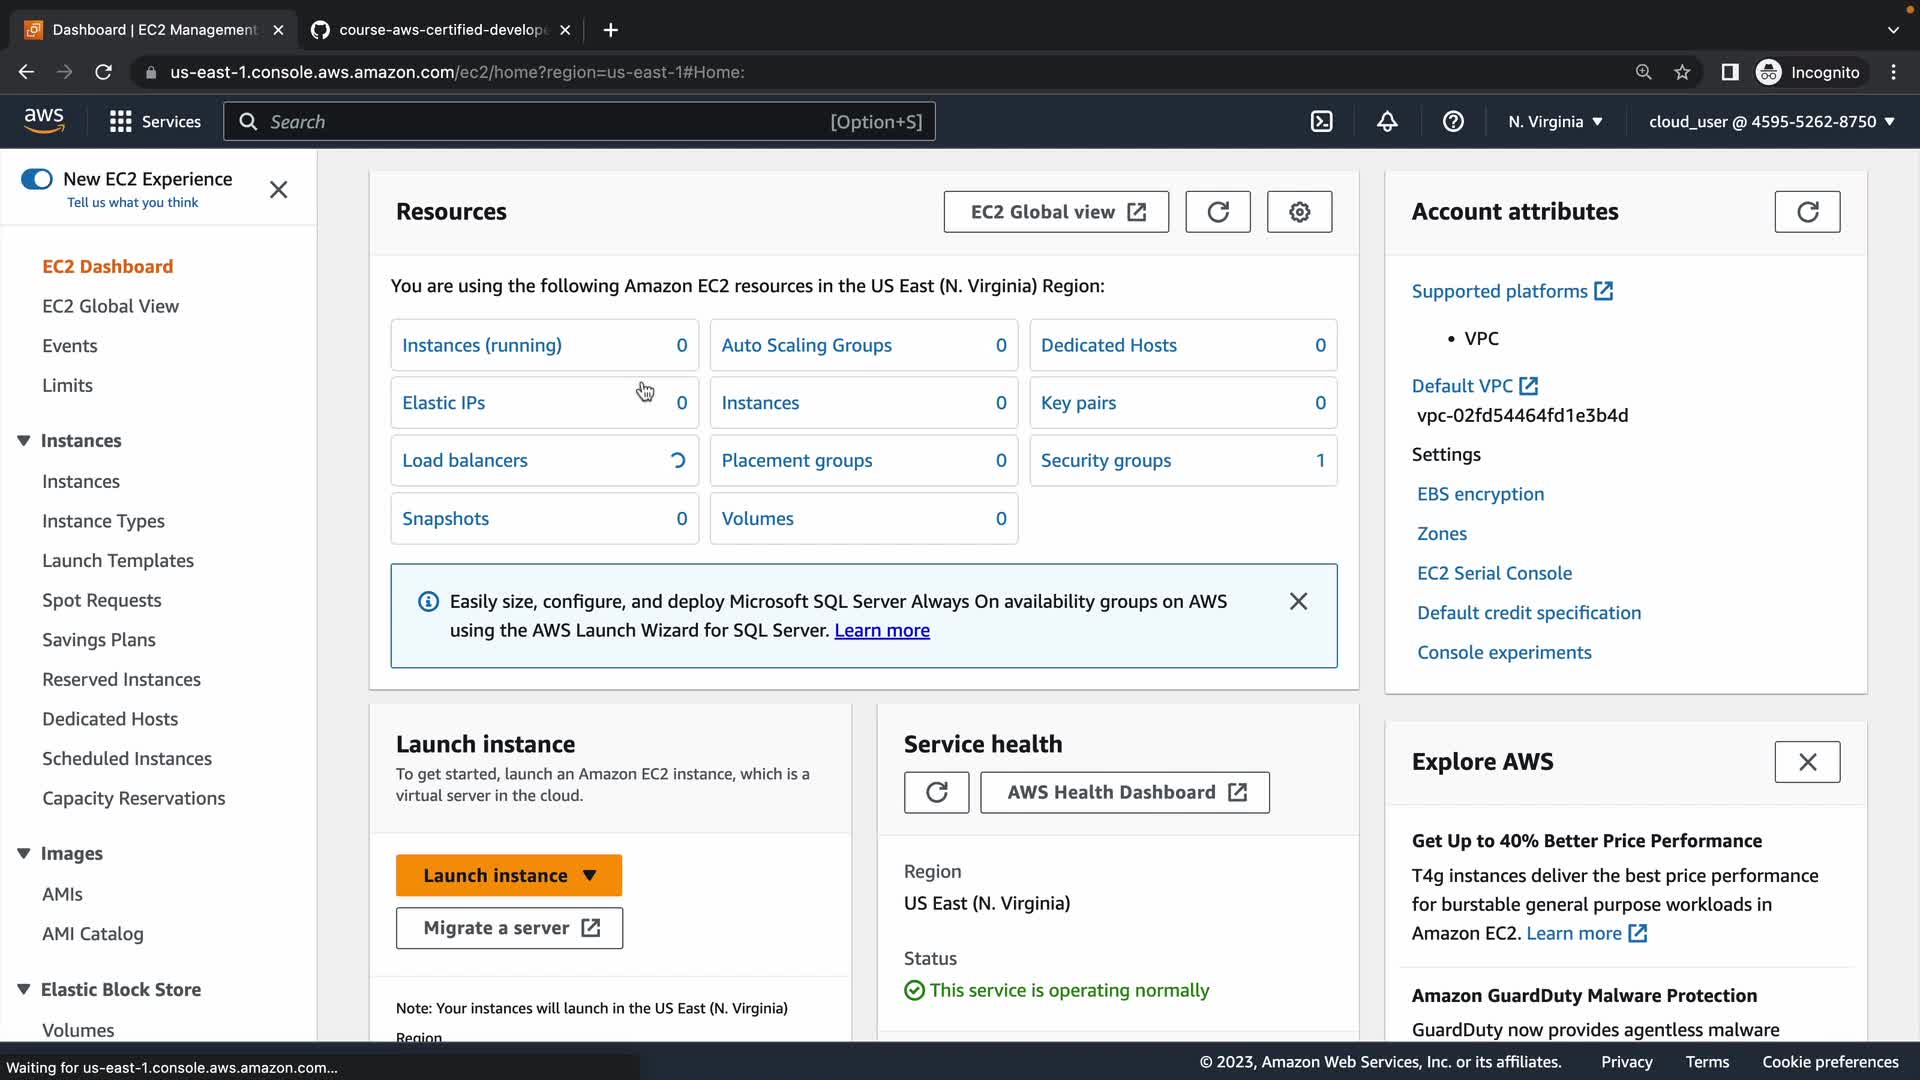 Dashboard | EC2 Management
course-aws-certified-develope
us-east-1.console.aws.amazon.com/ec2/home?region=us-east-1#Home:
Incognito
aws
Services
Search
[Option+S]
N. Virginia
cloud_user @ 4595-5262-8750
New EC2 Experience
Tell us what you think
EC2 Dashboard
EC2 Global View
Events
Limits
Instances
Instances
Instance Types
Launch Templates
Spot Requests
Savings Plans
Reserved Instances
Dedicated Hosts
Scheduled Instances
Capacity Reservations
Images
AMIs
AMI Catalog
Elastic Block Store
Volumes
Resources
EC2 Global view
You are using the following Amazon EC2 resources in the US East (N. Virginia) Region:
Instances (running) 0
Auto Scaling Groups 0
Dedicated Hosts 0
Elastic IPs 0
Instances 0
Key pairs 0
Load balancers
Placement groups 0
Security groups 1
Snapshots 0
Volumes 0
Easily size, configure, and deploy Microsoft SQL Server Always On availability groups on AWS
using the AWS Launch Wizard for SQL Server. Learn more
Launch instance
To get started, launch an Amazon EC2 instance, which is a
virtual server in the cloud.
Launch instance
Migrate a server
Note: Your instances will launch in the US East (N. Virginia)
Region
Service health
AWS Health Dashboard
Region
US East (N. Virginia)
Status
This service is operating normally
Account attributes
Supported platforms
• VPC
Default VPC
vpc-02fd54464fd1e3b4d
Settings
EBS encryption
Zones
EC2 Serial Console
Default credit specification
Console experiments
Explore AWS
Get Up to 40% Better Price Performance
T4g instances deliver the best price performance
for burstable general purpose workloads in
Amazon EC2. Learn more
Amazon GuardDuty Malware Protection
GuardDuty now provides agentless malware
Waiting for us-east-1.console.aws.amazon.com...
© 2023, Amazon Web Services, Inc. or its affiliates.
Privacy
Terms
Cookie preferences